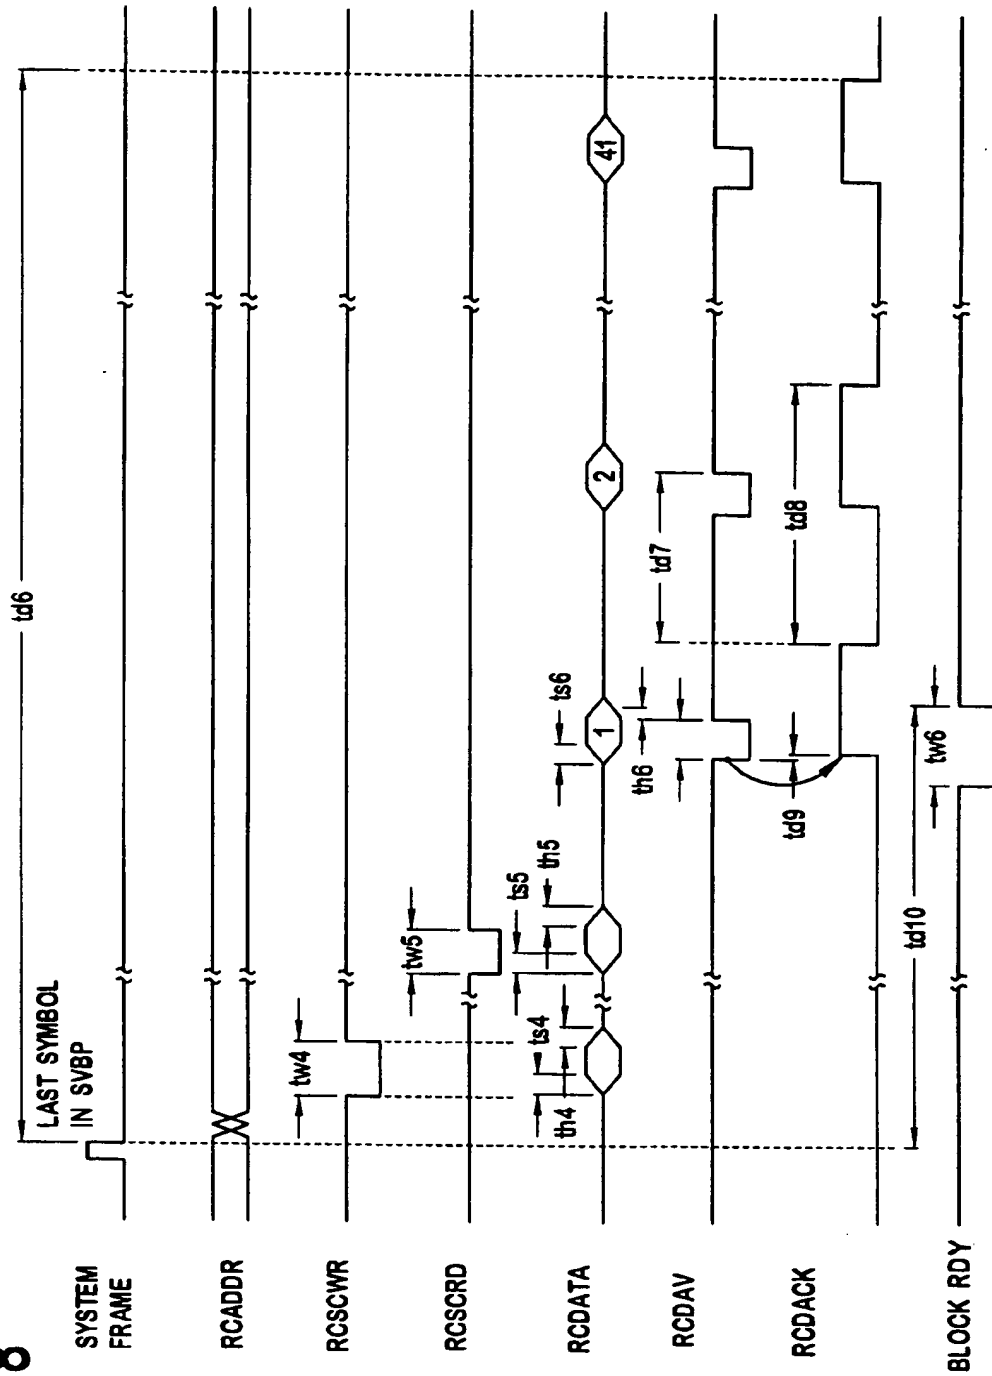 8
SYSTEM
FRAME
LAST SYMBOL
IN SVBP
td6
RCADDR
RCSCWR
tw4
RCSCRD
tw5
RCDATA
th4
ts4
ts5
th5
1
ts6
2
41
RCDAV
th6
td7
RCDACK
td9
td8
BLOCK RDY
td10
tw6